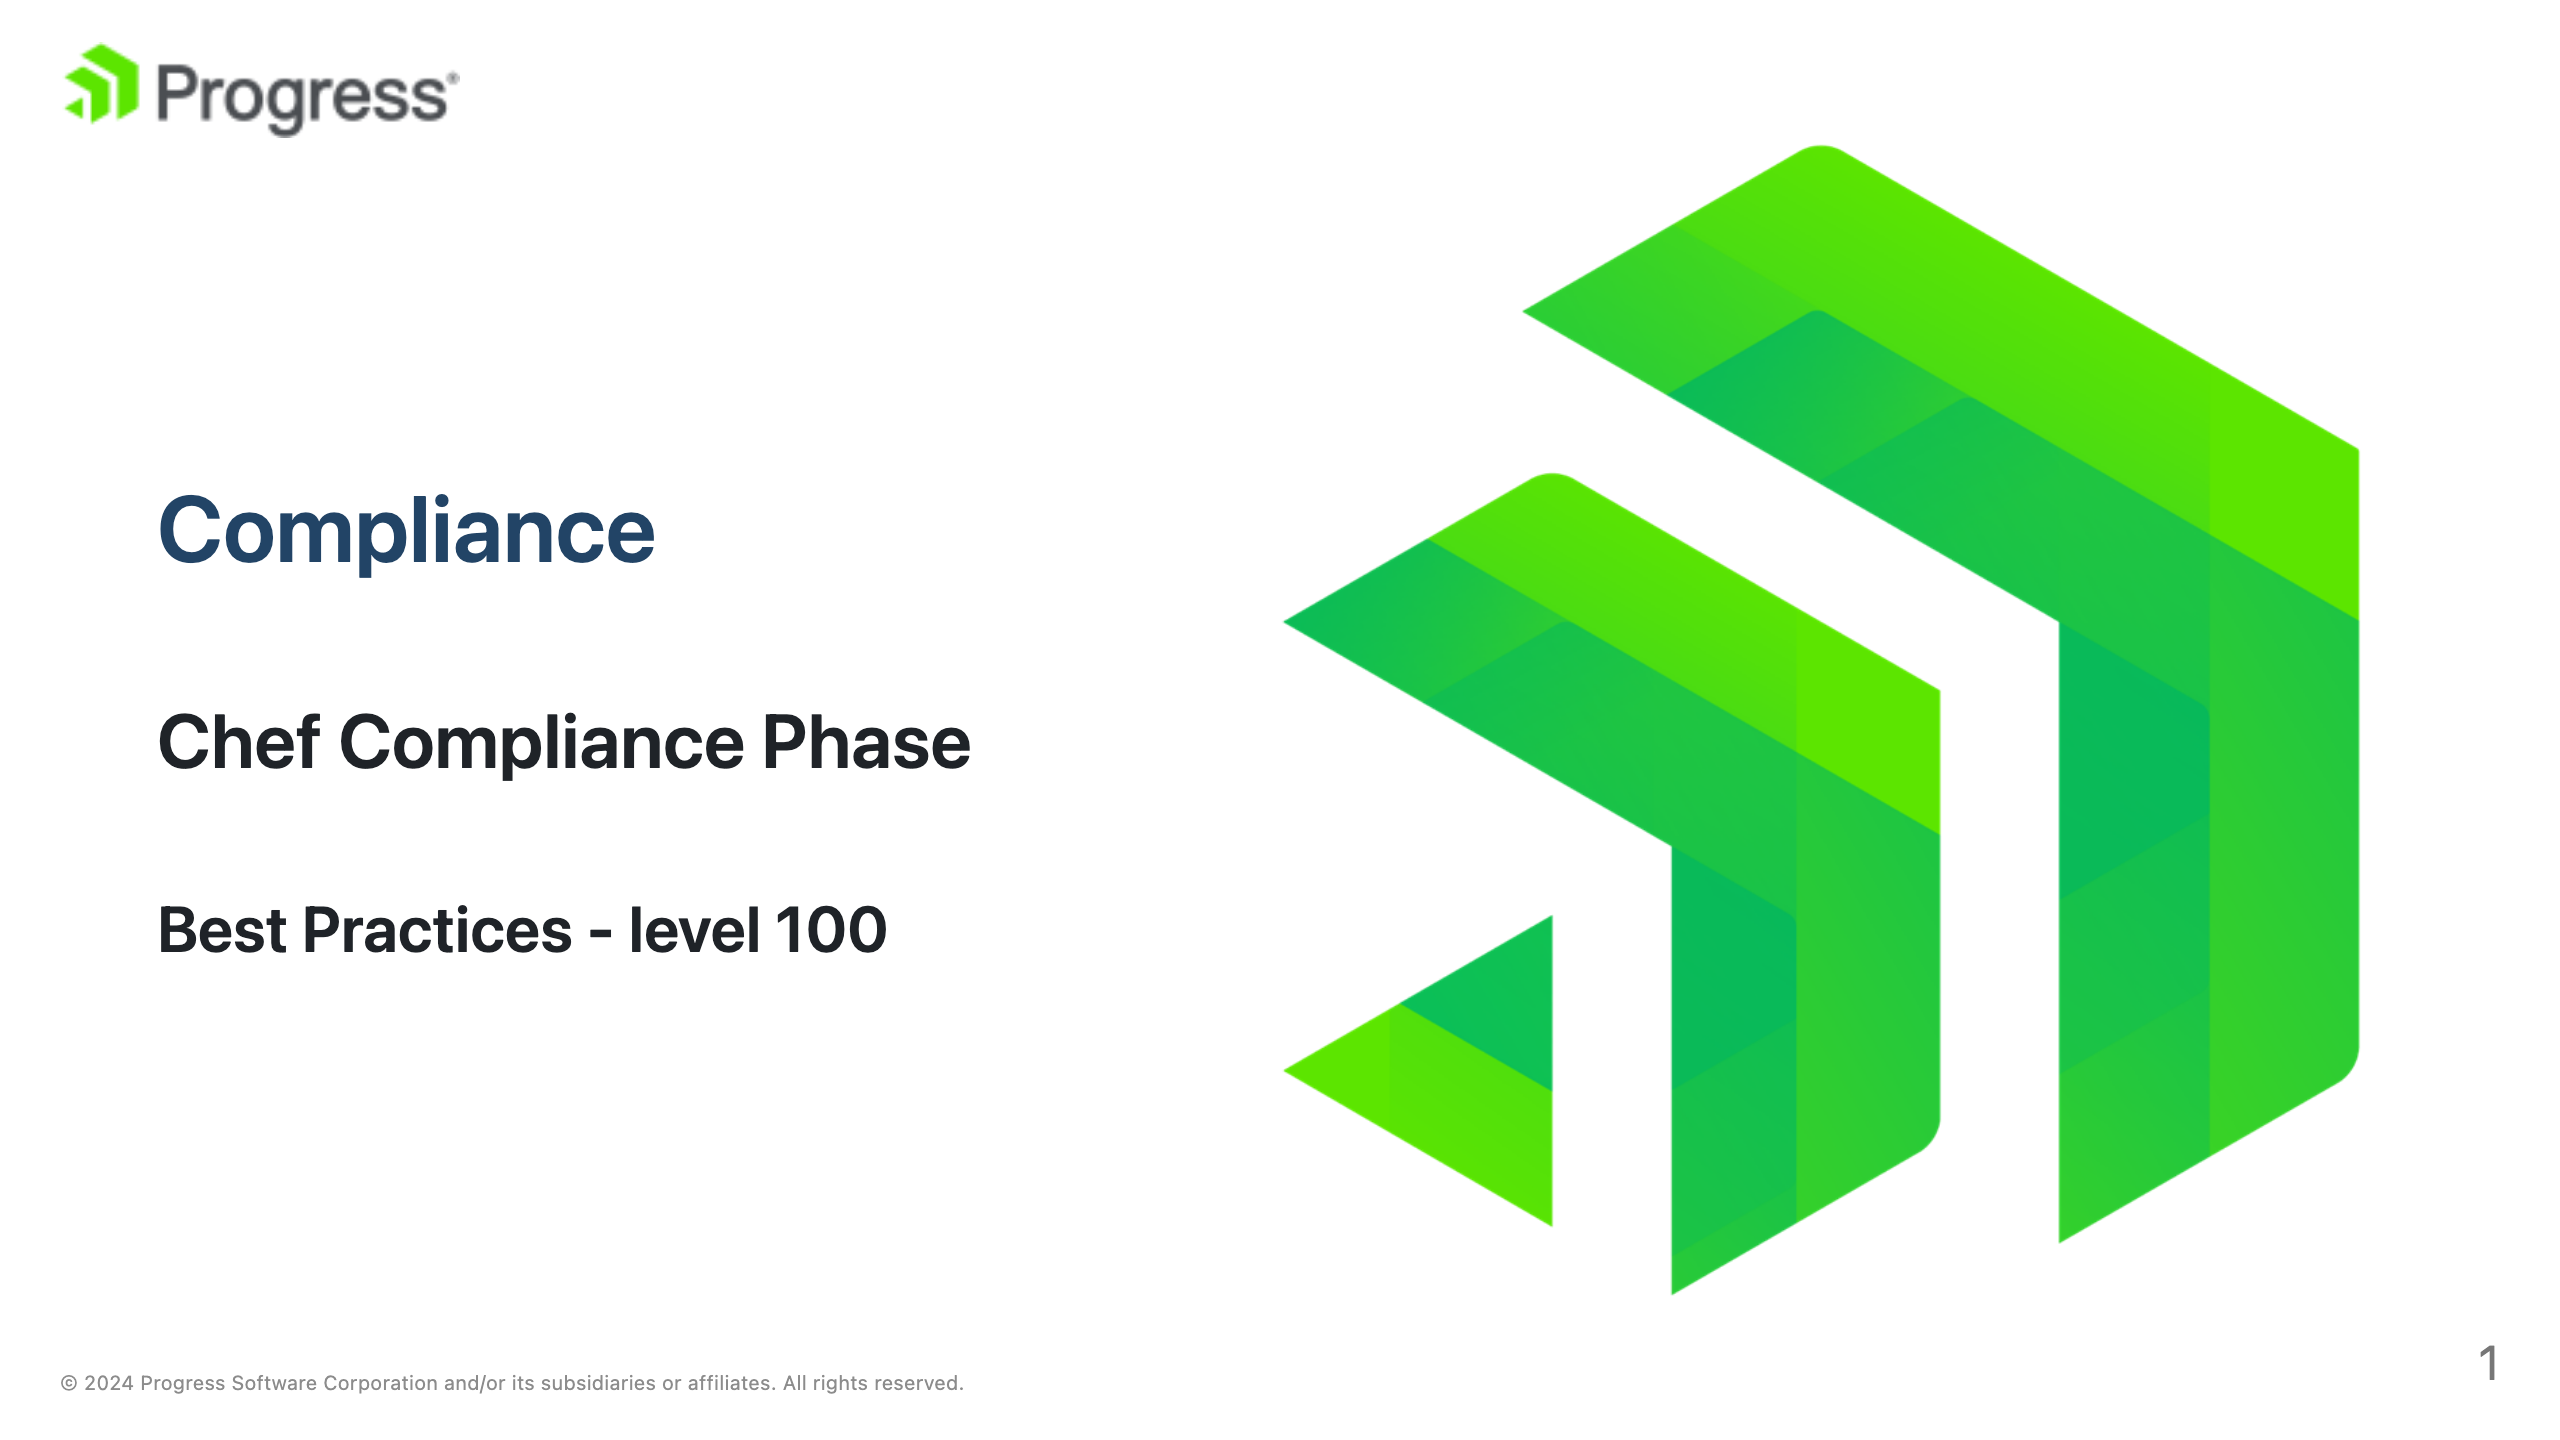 Progress®
Compliance
Chef Compliance Phase
Best Practices - level 100
© 2024 Progress Software Corporation and/or its subsidiaries or affiliates. All rights reserved.
1